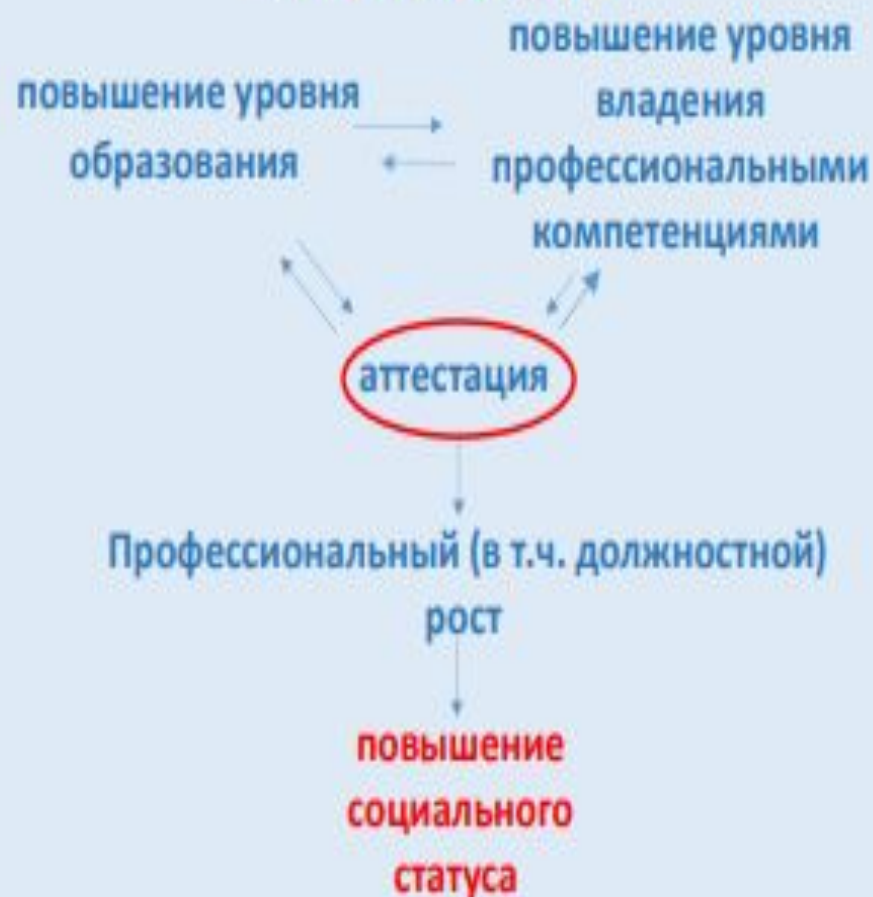 повышение уровня
образования
повышение уровня
владения
профессиональными
компетенциями
аттестация
Профессиональный (в т.ч. должностной)
рост
повышение
социального
статуса